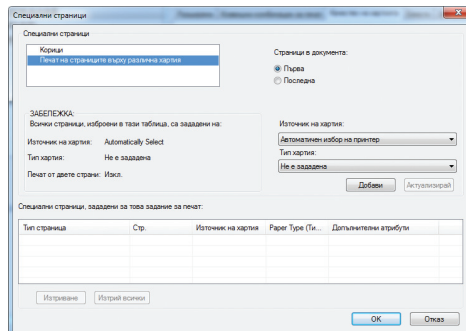 Специални страници
Специални страници
Корици
Печат на страниците върху различна хартия
Страници в документа:
Първа
Последна
ЗАБЕЛЕЖКА:
Всички страници, изброени в тази таблица, са зададени на:
Източник на хартия: Automatically Select
Тип хартия: Не е зададена
Печат от двете страни: Изкл.
Източник на хартия:
Автоматичен избор на принтер
Тип хартия:
Не е зададена
Добави Актуализирай
Специални страници, зададени за това задание за печат:
Тип страница Стр. Източник на хартия Paper Type (Ти... Допълнителни атрибути
Изтриване Изтрий всички
OK Отказ